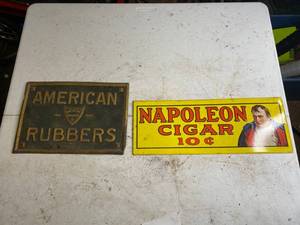 AMERICAN
RUBBERS
NAPOLEON
CIGAR
10¢